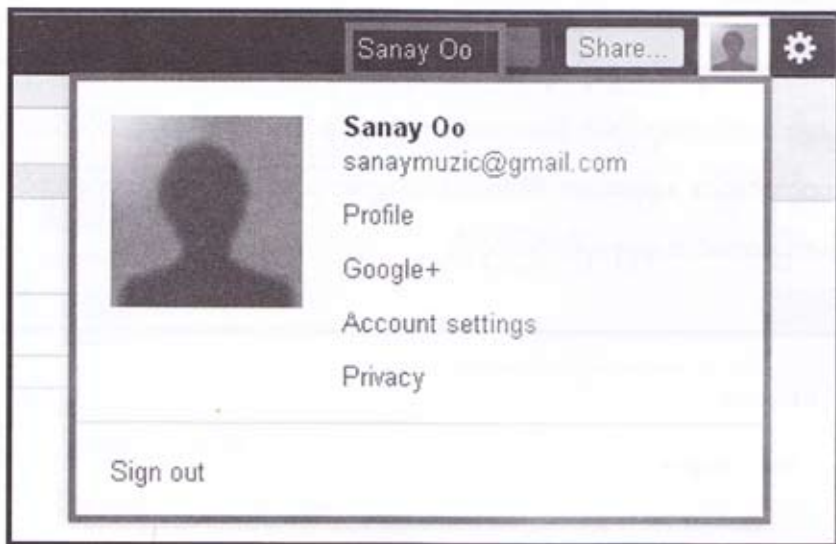 Sanay Oo
Share...
Sanay Oo
sanaymuzic@gmail.com
Profile
Google+
Account settings
Privacy
Sign out